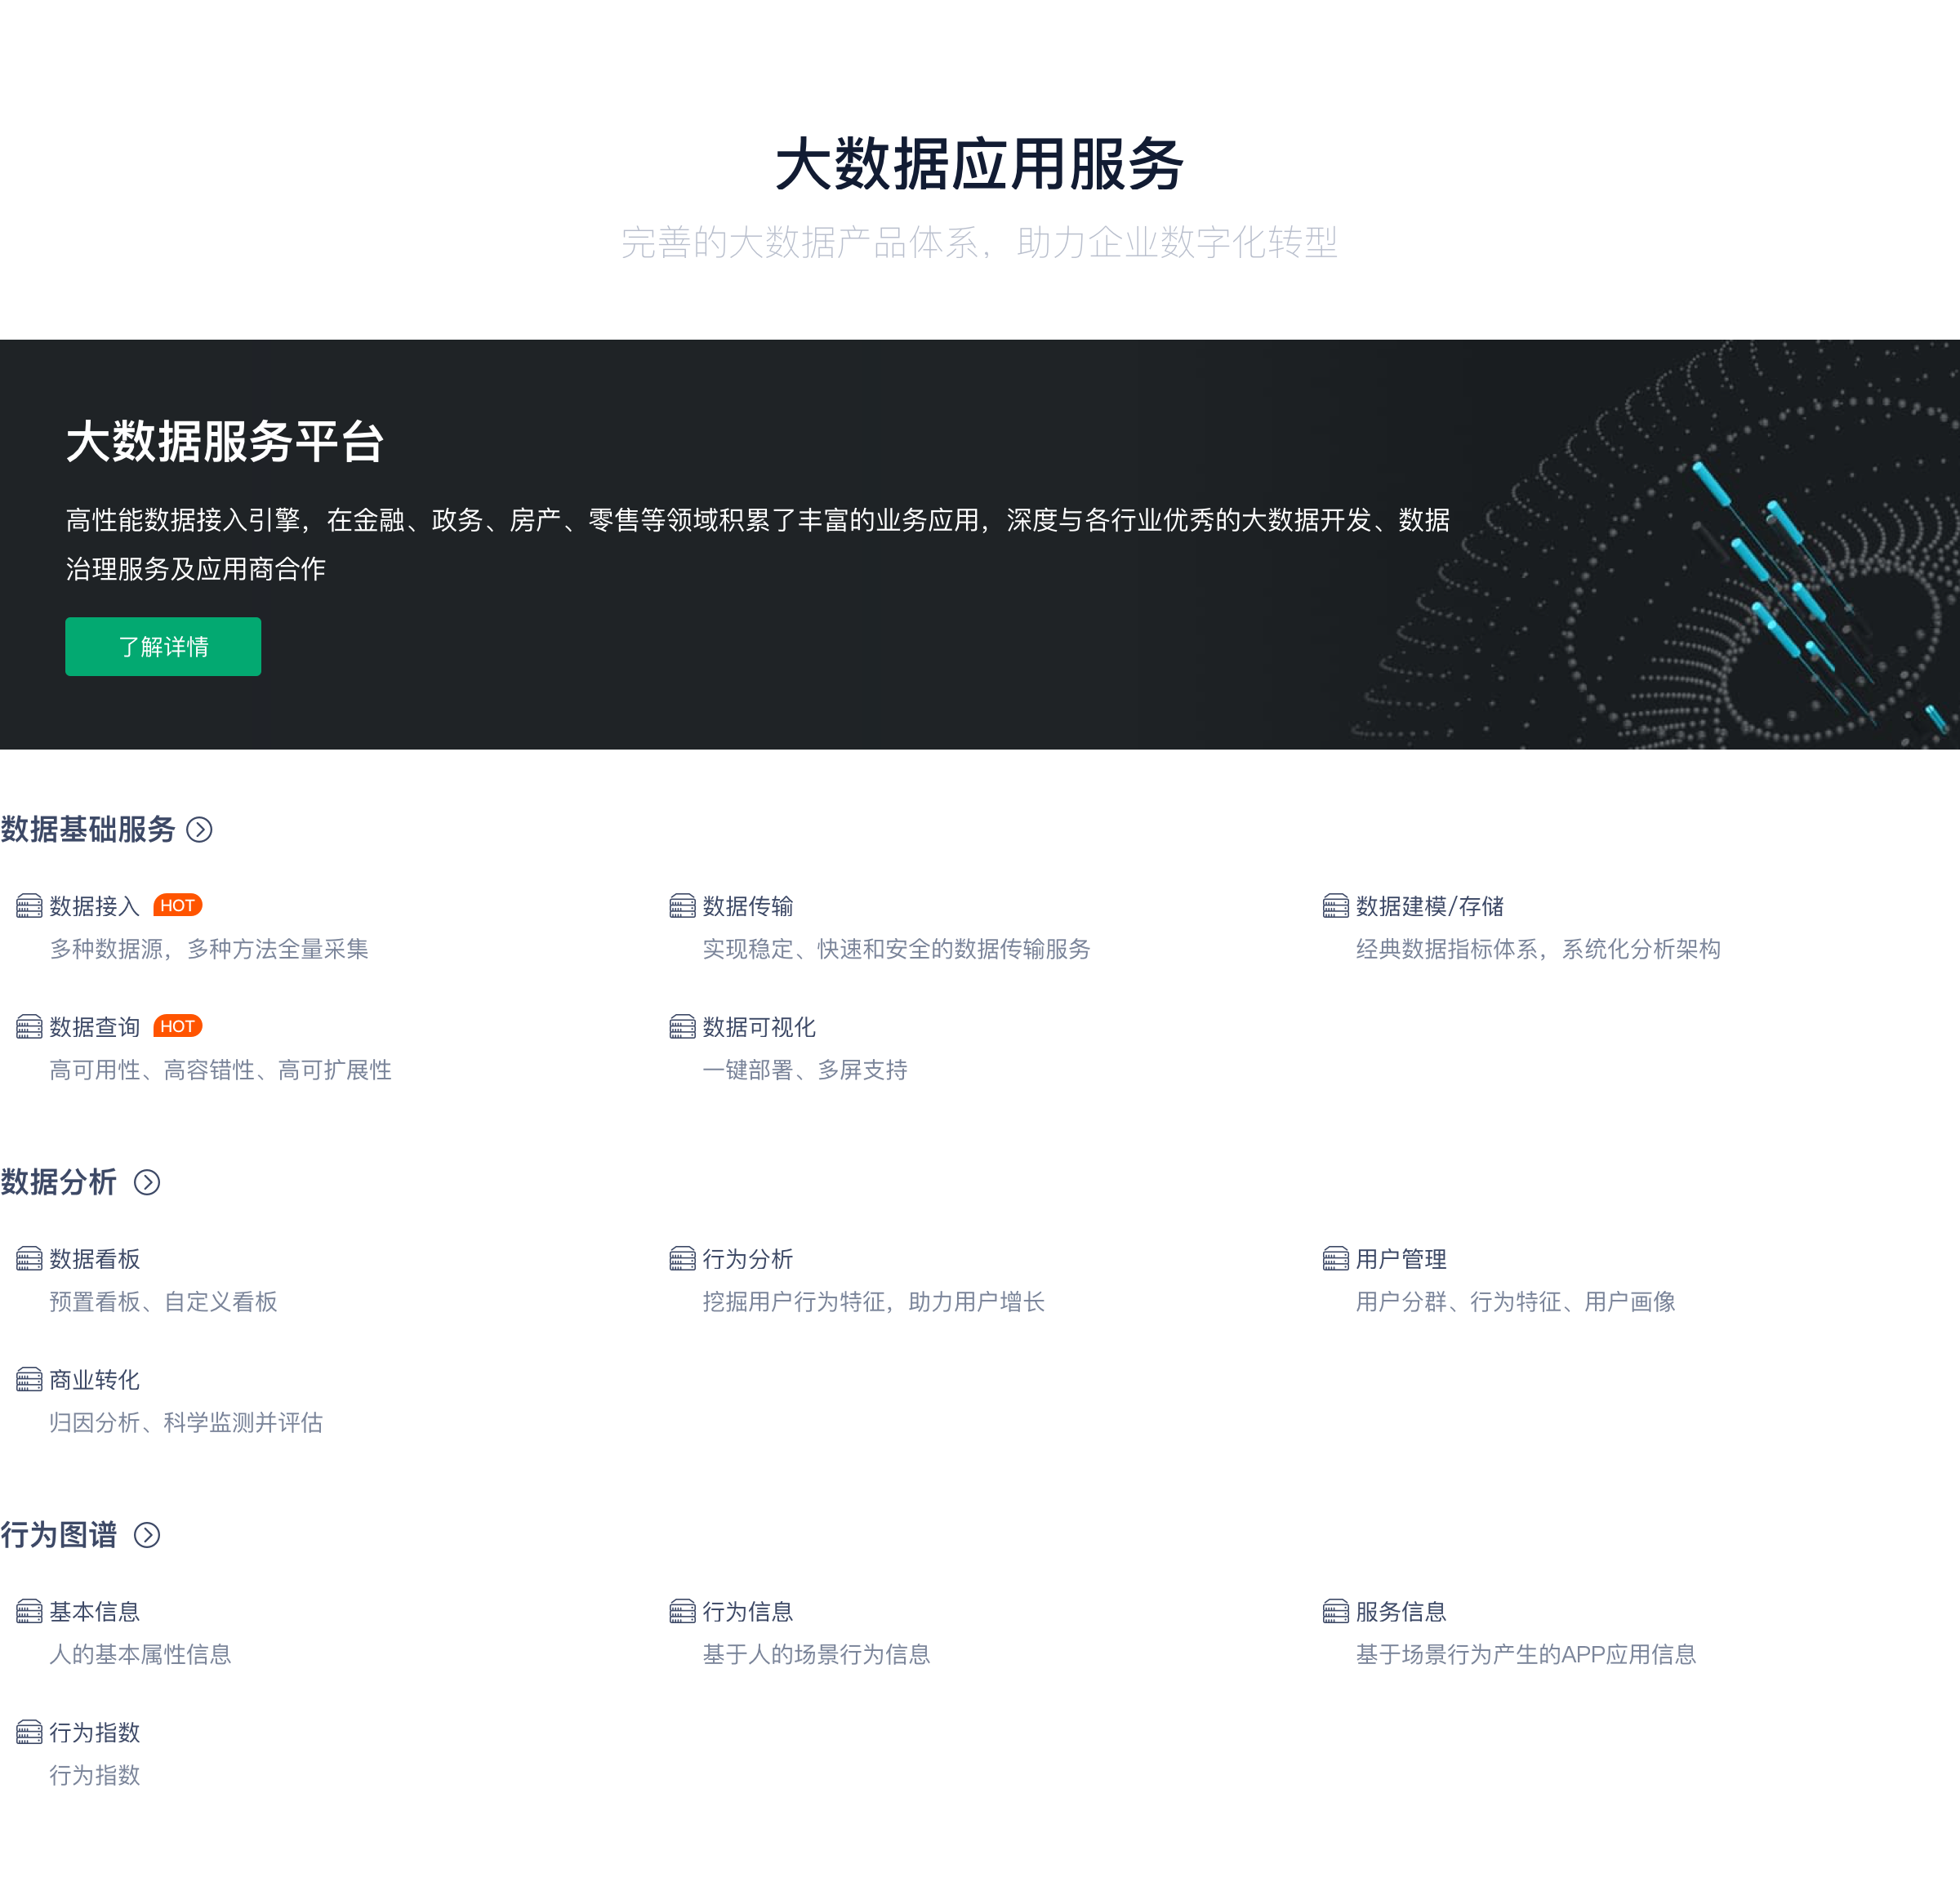 大数据应用服务
完善的大数据产品体系，助力企业数字化转型
大数据服务平台
高性能数据接入引擎，在金融、政务、房产、零售等领域积累了丰富的业务应用，深度与各行业优秀的大数据开发、数据
治理服务及应用商合作
了解详情
数据基础服务
数据接入 HOT
多种数据源，多种方法全量采集
数据传输
实现稳定、快速和安全的数据传输服务
数据建模/存储
经典数据指标体系，系统化分析架构
数据查询 HOT
高可用性、高容错性、高可扩展性
数据可视化
一键部署、多屏支持
数据分析
数据看板
预置看板、自定义看板
行为分析
挖掘用户行为特征，助力用户增长
用户管理
用户分群、行为特征、用户画像
商业转化
归因分析、科学监测并评估
行为图谱
基本信息
人的基本属性信息
行为信息
基于人的场景行为信息
服务信息
基于场景行为产生的APP应用信息
行为指数
行为指数